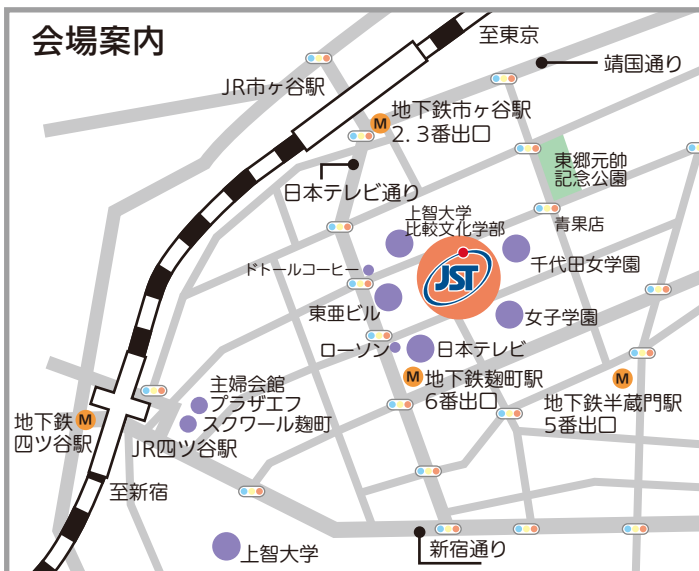 会場案内
至東京
靖国通り
JR市ヶ谷駅
M
地下鉄市ヶ谷駅
2. 3番出口
東郷元帥
記念公園
日本テレビ通り
上智大学
比較文化学部
青果店
千代田女学園
ドトールコーヒー
JST
東亜ビル
女子学園
ローソン
日本テレビ
M
地下鉄麹町駅
6番出口
M
地下鉄半蔵門駅
5番出口
主婦会館
プラザエフ
スクワール麹町
M
地下鉄
四ツ谷駅
JR四ツ谷駅
至新宿
新宿通り
上智大学